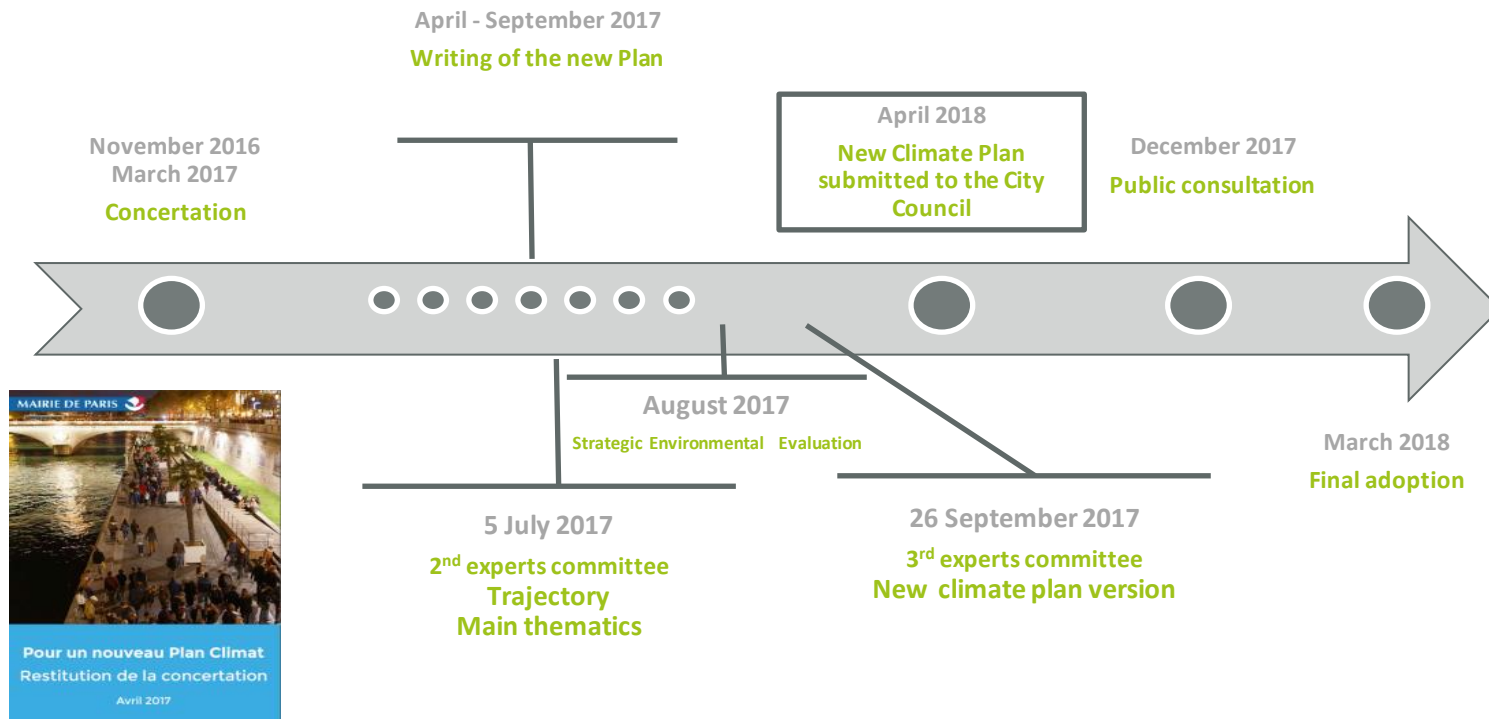 April - September 2017
Writing of the new Plan
November 2016
March 2017
Concertation
April 2018
New Climate Plan
submitted to the City
Council
December 2017
Public consultation
August 2017
Strategic Environmental Evaluation
5 July 2017
2nd experts committee
Trajectory
Main thematics
26 September 2017
3rd experts committee
New climate plan version
March 2018
Final adoption
MAIRIE DE PARIS
Pour un nouveau Plan Climat
Restitution de la concertation
Avril 2017